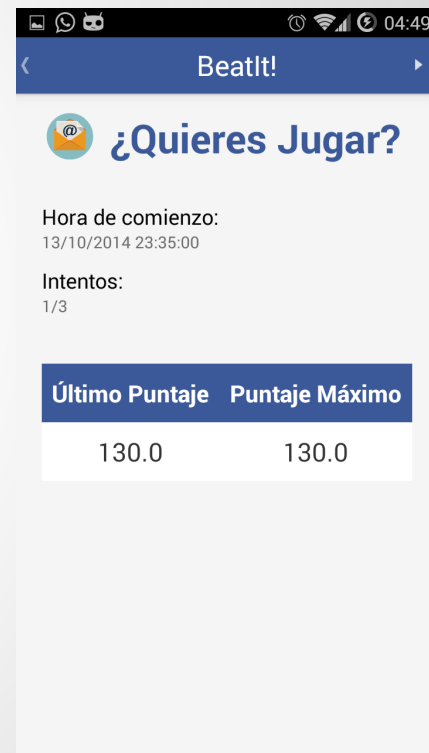 04:49
BeatIt!
@
¿Quieres Jugar?
Hora de comienzo:
13/10/2014 23:35:00
Intentos:
1/3
Último Puntaje Puntaje Máximo
130.0 130.0